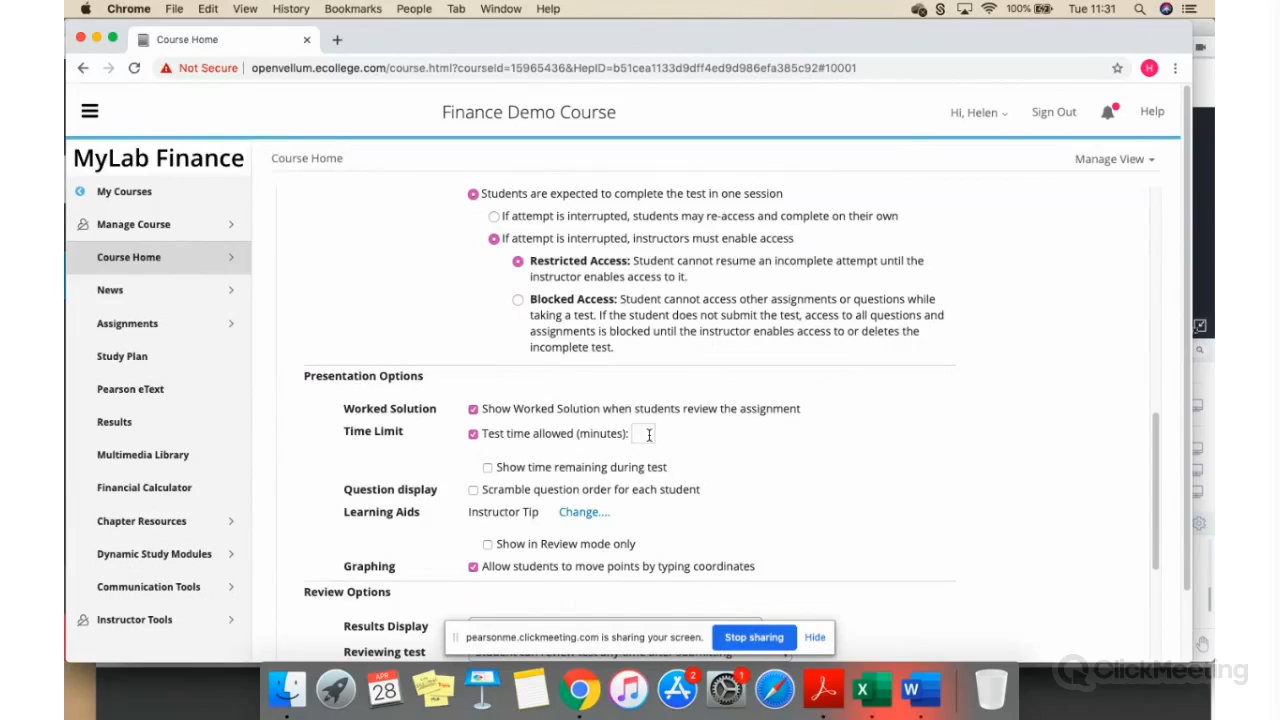 Chrome File Edit View History Bookmarks People Tab Window Help 100% Tue 11:31
Course Home
Not Secure openvellum.ecollege.com/course.html?courseid=15965436&HepID=b51cea1133d9dff4ed9d986efa385c92#10001 H
Finance Demo Course Hi, Helen Sign Out Help
MyLab Finance
Course Home Manage View
My Courses
Manage Course
Course Home
News
Assignments
Study Plan
Pearson eText
Results
Multimedia Library
Financial Calculator
Chapter Resources
Dynamic Study Modules
Communication Tools
Instructor Tools
Students are expected to complete the test in one session
If attempt is interrupted, students may re-access and complete on their own
If attempt is interrupted, instructors must enable access
Restricted Access: Student cannot resume an incomplete attempt until the
instructor enables access to it.
Blocked Access: Student cannot access other assignments or questions while
taking a test. If the student does not submit the test, access to all questions and
assignments is blocked until the instructor enables access to or deletes the
incomplete test.
Presentation Options
Worked Solution Show Worked Solution when students review the assignment
Time Limit Test time allowed (minutes):
Show time remaining during test
Question display Scramble question order for each student
Learning Aids Instructor Tip Change....
Show in Review mode only
Graphing Allow students to move points by typing coordinates
Review Options
Results Display
pearsonme.clickmeeting.com is sharing your screen. Stop sharing Hide
Reviewing test
APR
28
2
1
X
W
ClickMeeting